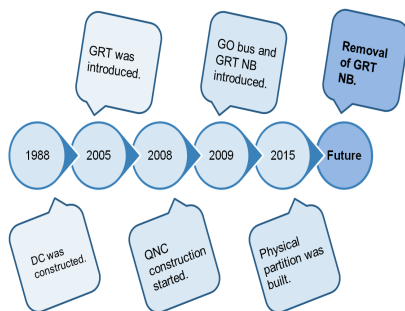 GRT was
introduced.
GO bus and
GRT NB
introduced.
Removal
of GRT
NB.
1988
2005
2008
2009
2015
Future
DC was
constructed.
QNC
construction
started.
Physical
partition was
built.